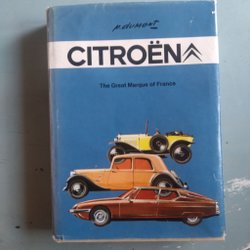 P. DUMONT
CITROËN
The Great Marque of France